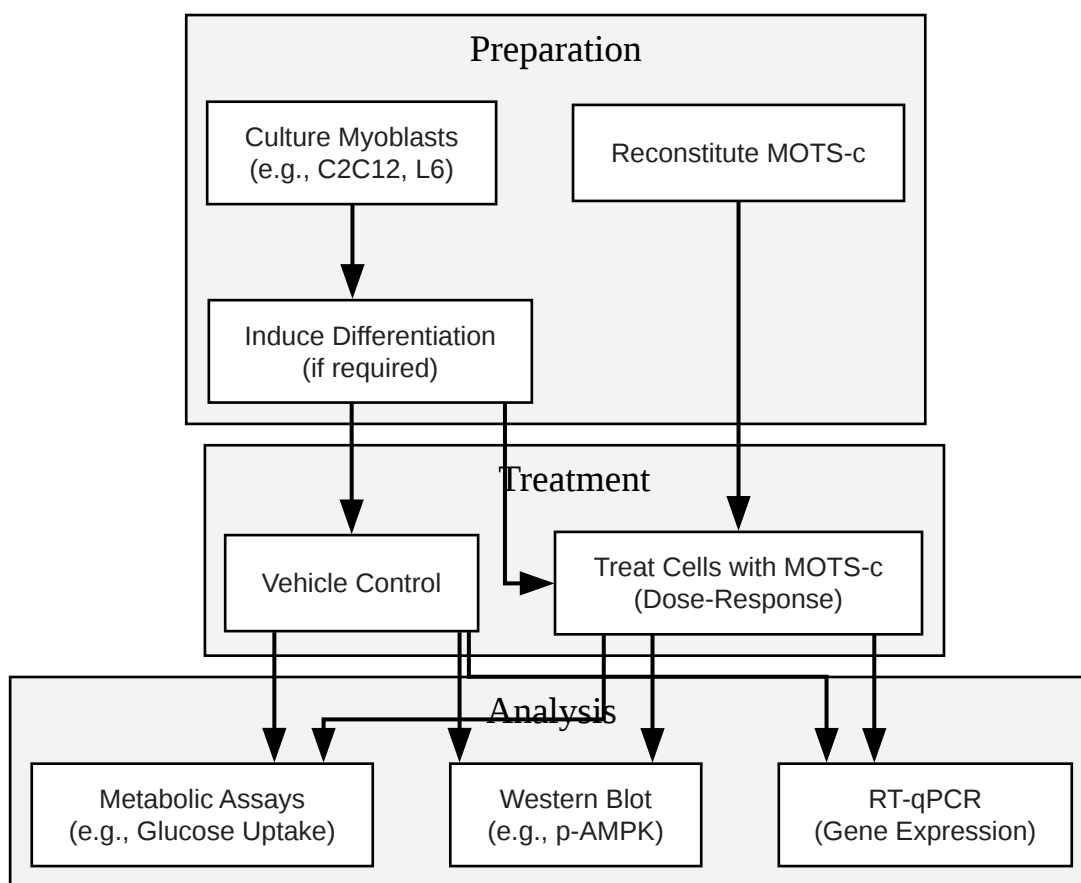 Preparation
Culture Myoblasts
(e.g., C2C12, L6)
Reconstitute MOTS-c
Induce Differentiation
(if required)
Treatment
Vehicle Control
Treat Cells with MOTS-c
(Dose-Response)
Analysis
Metabolic Assays
(e.g., Glucose Uptake)
Western Blot
(e.g., p-AMPK)
RT-qPCR
(Gene Expression)